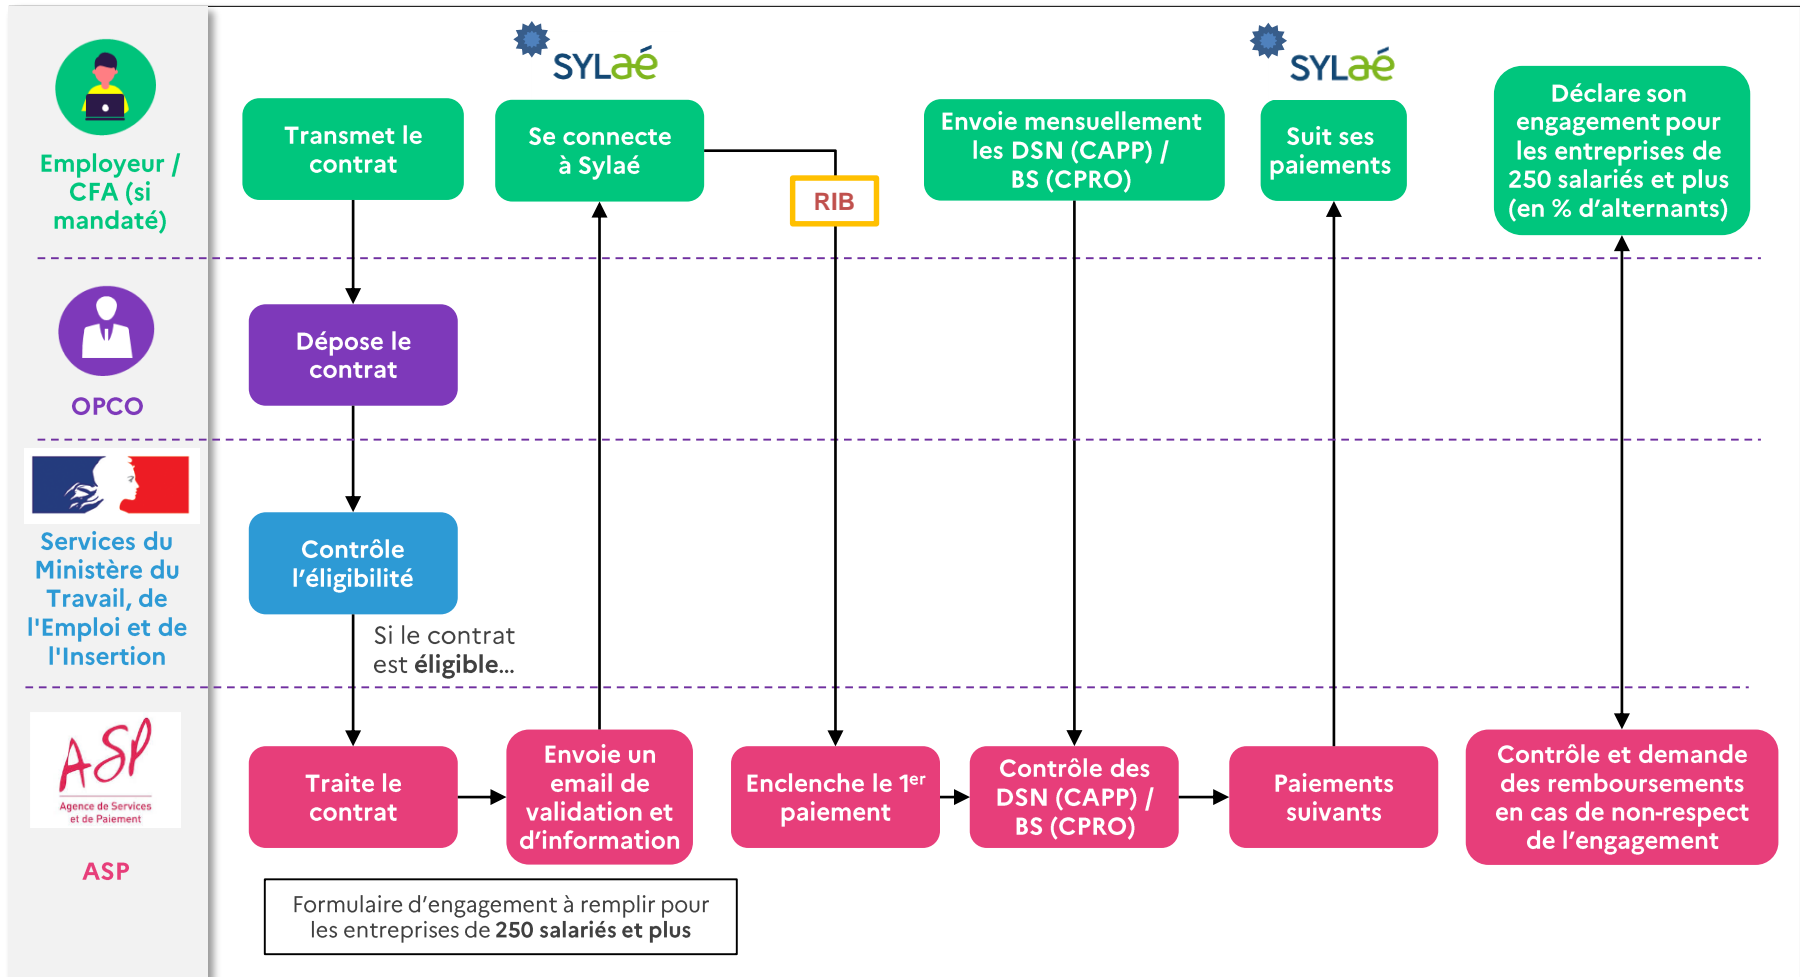 SYLaé
SYLaé
Employeur /
CFA (si
mandaté)
Transmet le
contrat
Se connecte
à Sylaé
RIB
Envoie mensuellement
les DSN (CAPP) /
BS (CPRO)
Suit ses
paiements
Déclare son
engagement pour
les entreprises de
250 salariés et plus
(en % d’alternants)
OPCO
Dépose le
contrat
Services du
Ministère du
Travail, de
l'Emploi et de
l'Insertion
Contrôle
l’éligibilité
Si le contrat
est éligible...
ASP
Agence de Services
et de Paiement
ASP
Traite le
contrat
Envoie un
email de
validation et
d’information
Enclenche le 1er
paiement
Contrôle des
DSN (CAPP) /
BS (CPRO)
Paiements
suivants
Contrôle et demande
des remboursements
en cas de non-respect
de l’engagement
Formulaire d’engagement à remplir pour
les entreprises de 250 salariés et plus